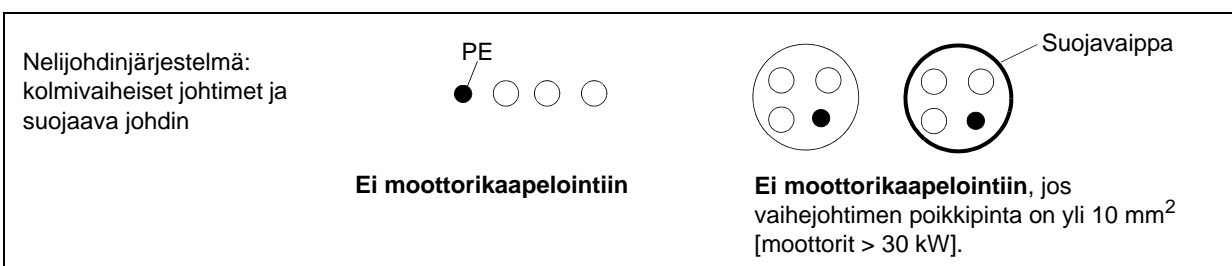 Nelijohdinjärjestelmä:
kolmivaiheiset johtimet ja
suojaava johdin
PE
Ei moottorikaapelointiin
Suojavaippa
Ei moottorikaapelointiin, jos
vaihejohtimen poikkipinta on yli 10 mm²
[moottorit > 30 kW].